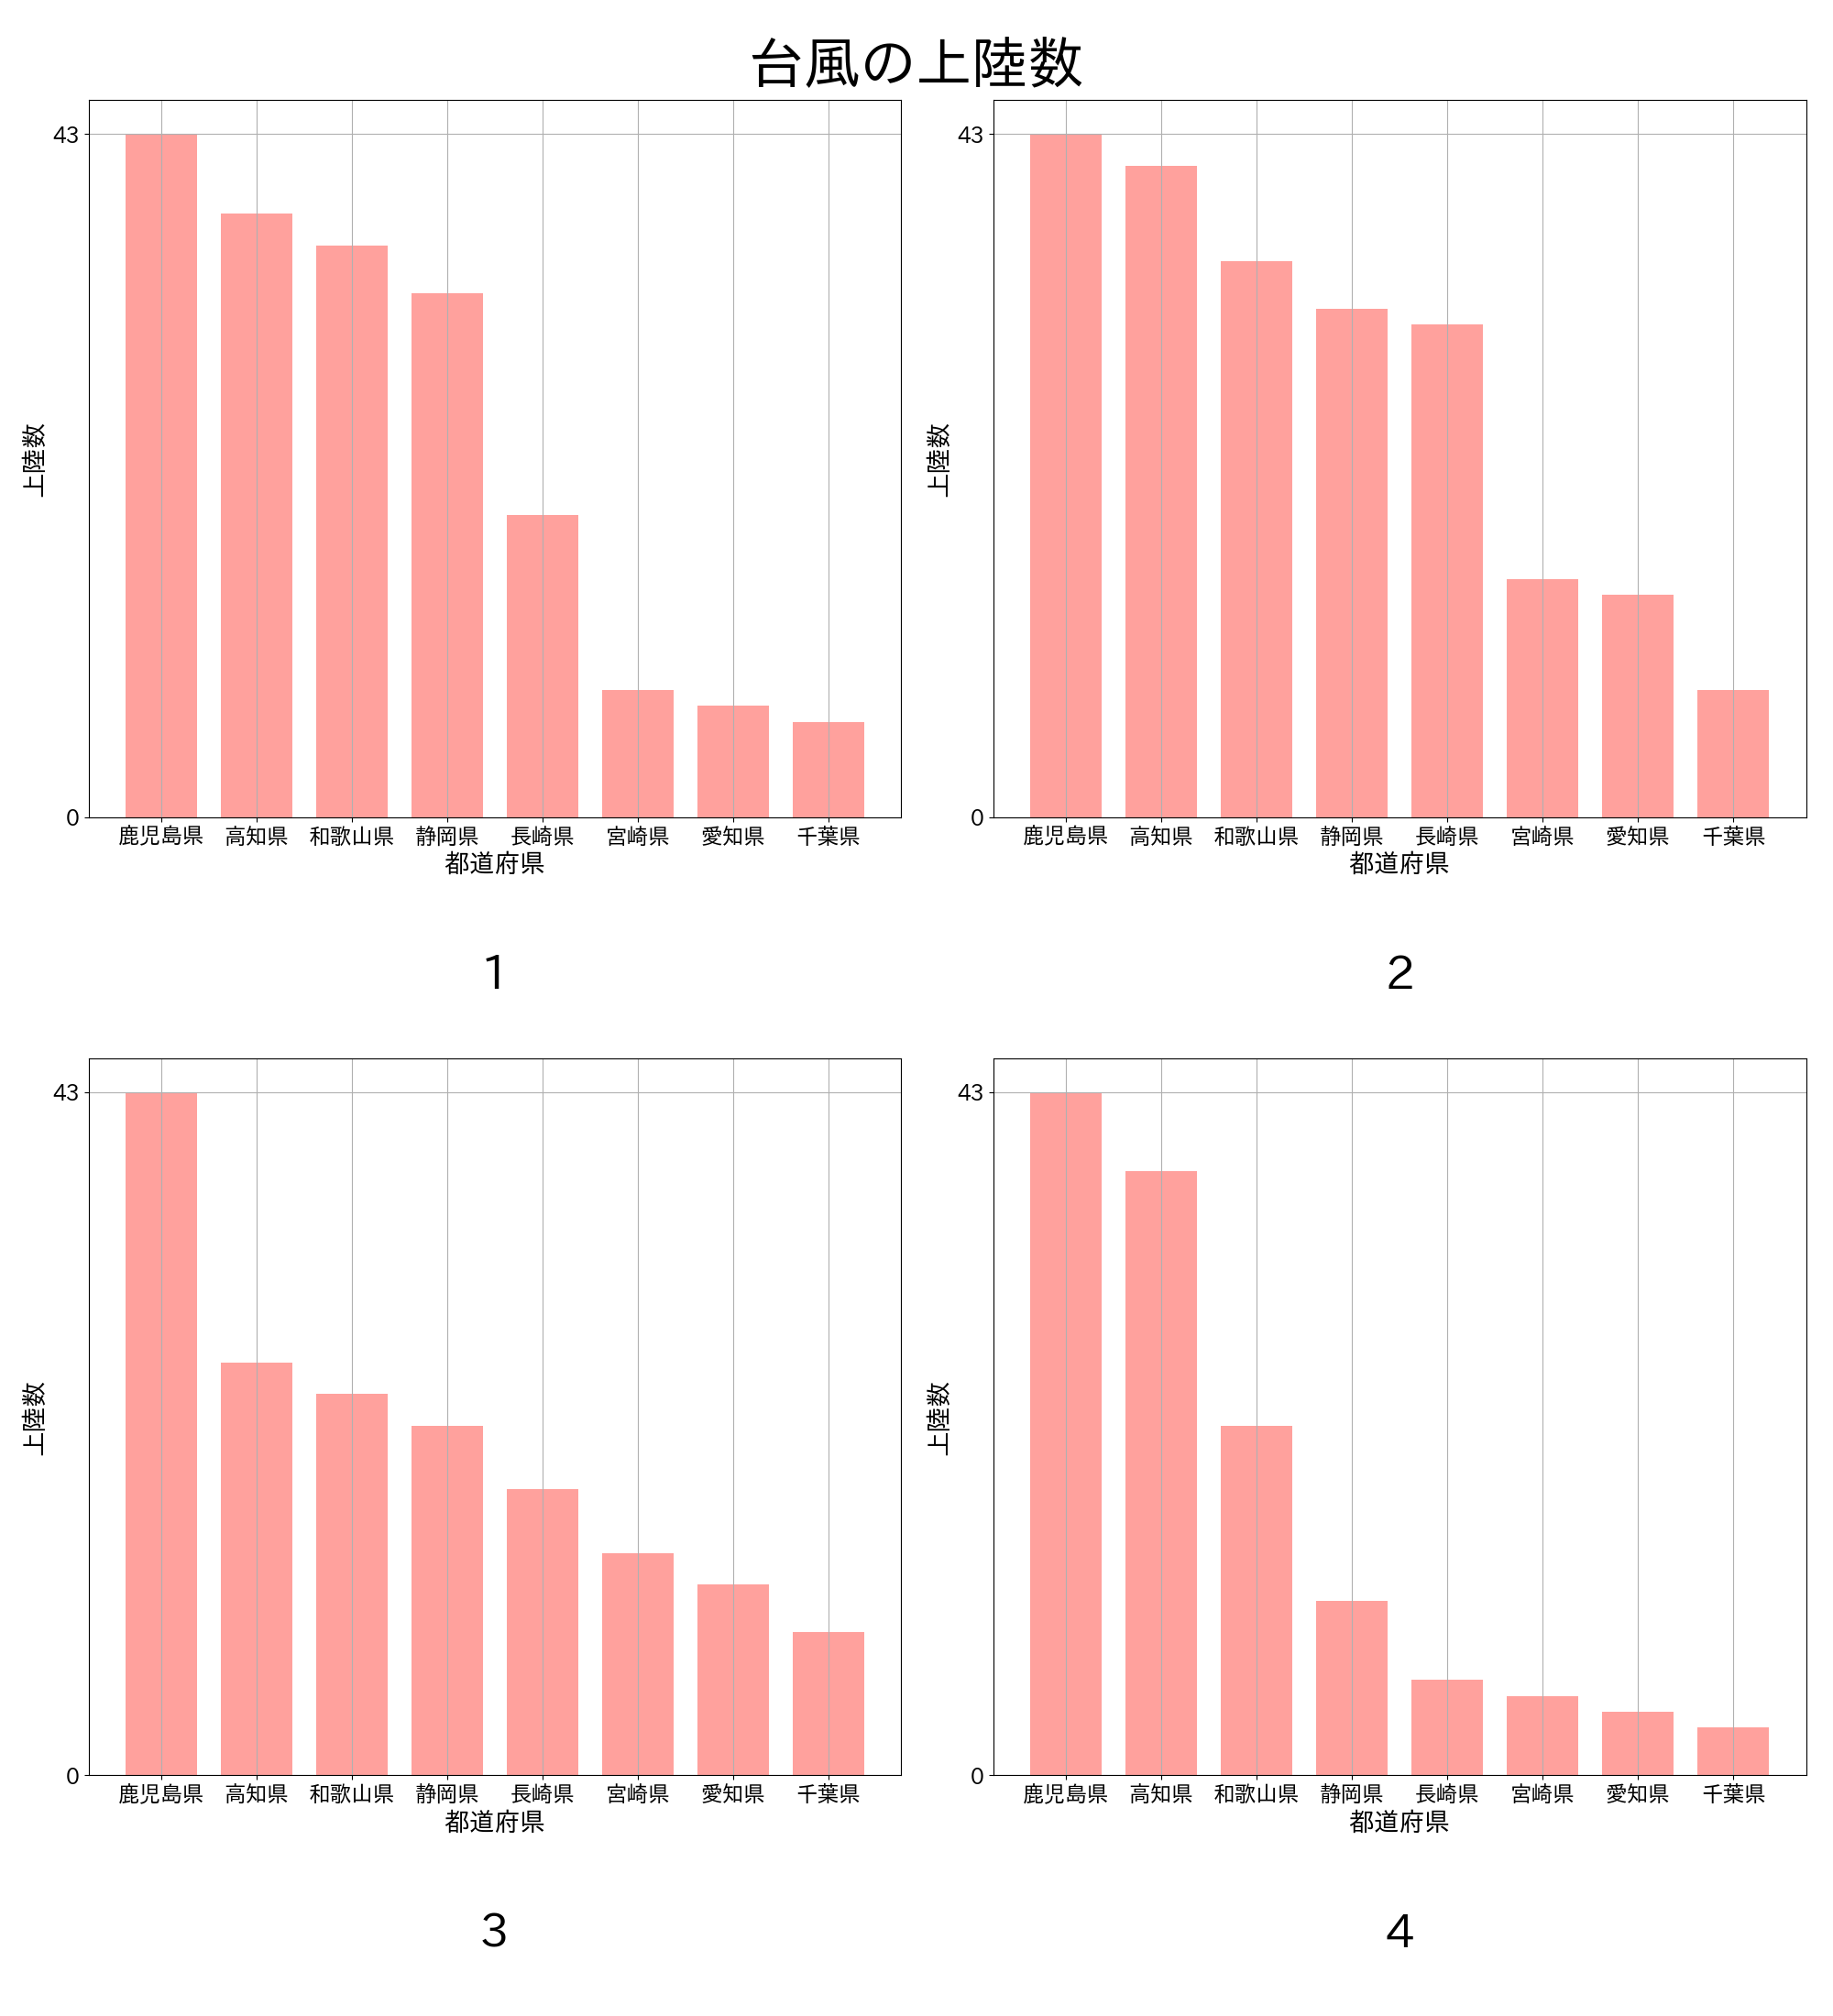 台風の上陸数
43
0
上陸数
鹿児島県 高知県 和歌山県 静岡県 長崎県 宮崎県 愛知県 千葉県
都道府県
1
43
0
上陸数
鹿児島県 高知県 和歌山県 静岡県 長崎県 宮崎県 愛知県 千葉県
都道府県
2
43
0
上陸数
鹿児島県 高知県 和歌山県 静岡県 長崎県 宮崎県 愛知県 千葉県
都道府県
3
43
0
上陸数
鹿児島県 高知県 和歌山県 静岡県 長崎県 宮崎県 愛知県 千葉県
都道府県
4